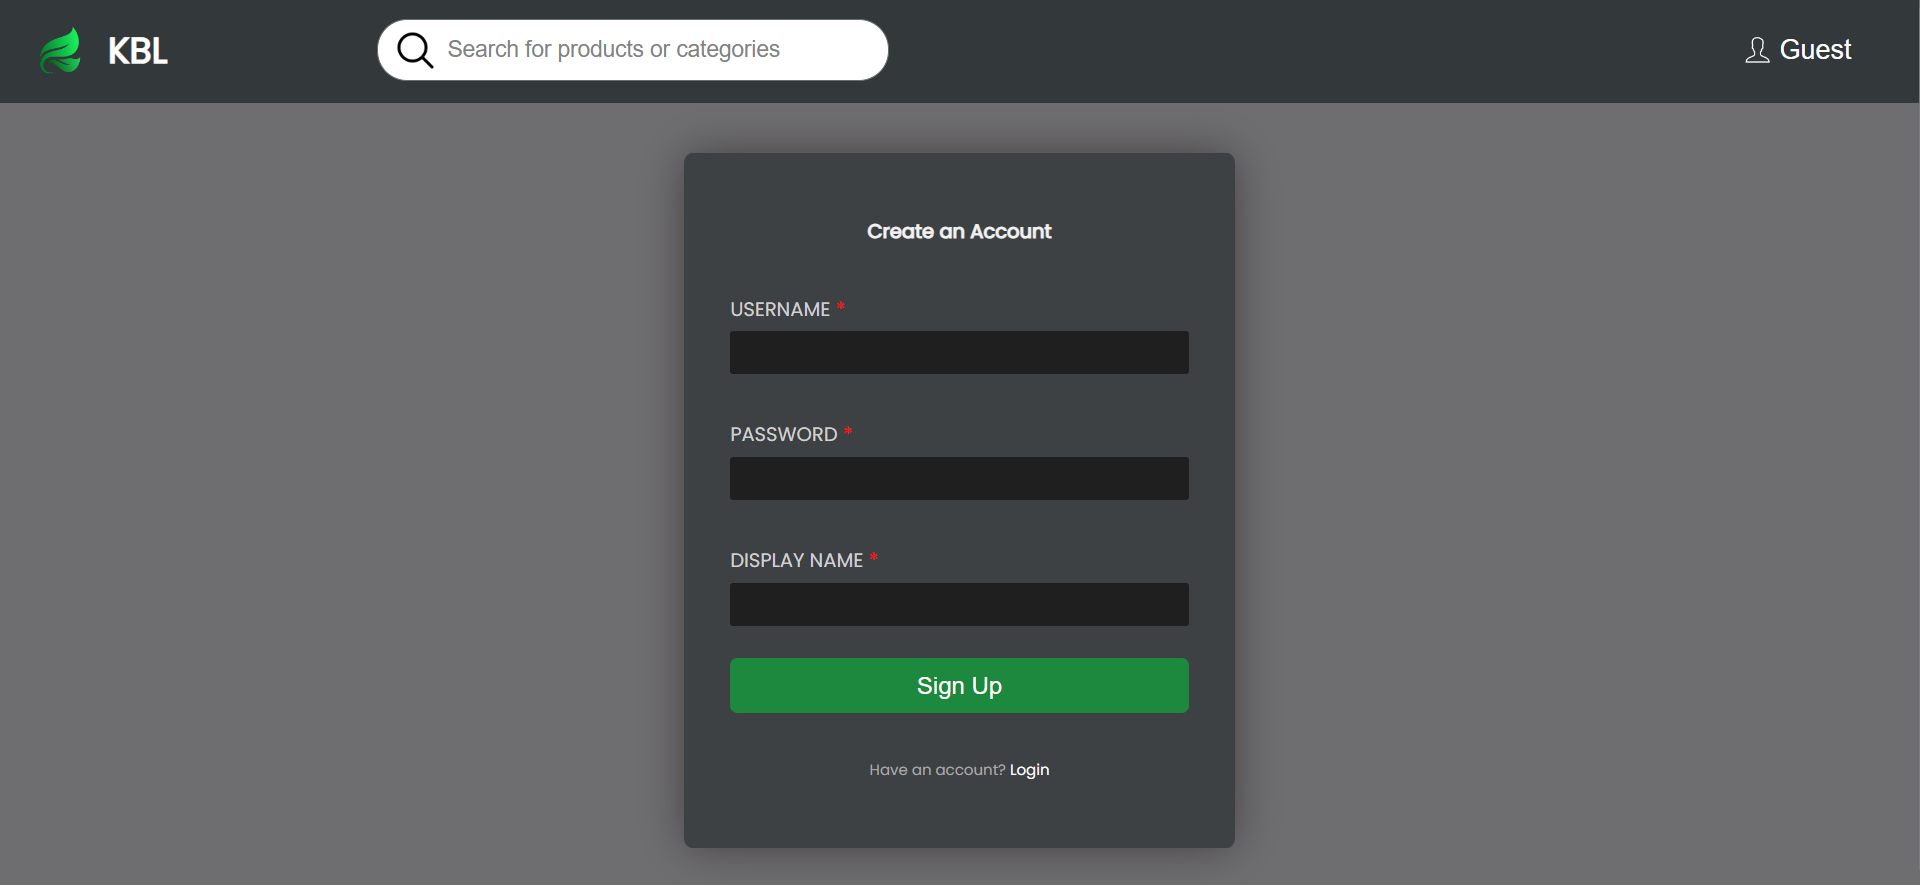 KBL
Search for products or categories
Guest
Create an Account
USERNAME *
PASSWORD *
DISPLAY NAME *
Sign Up
Have an account? Login